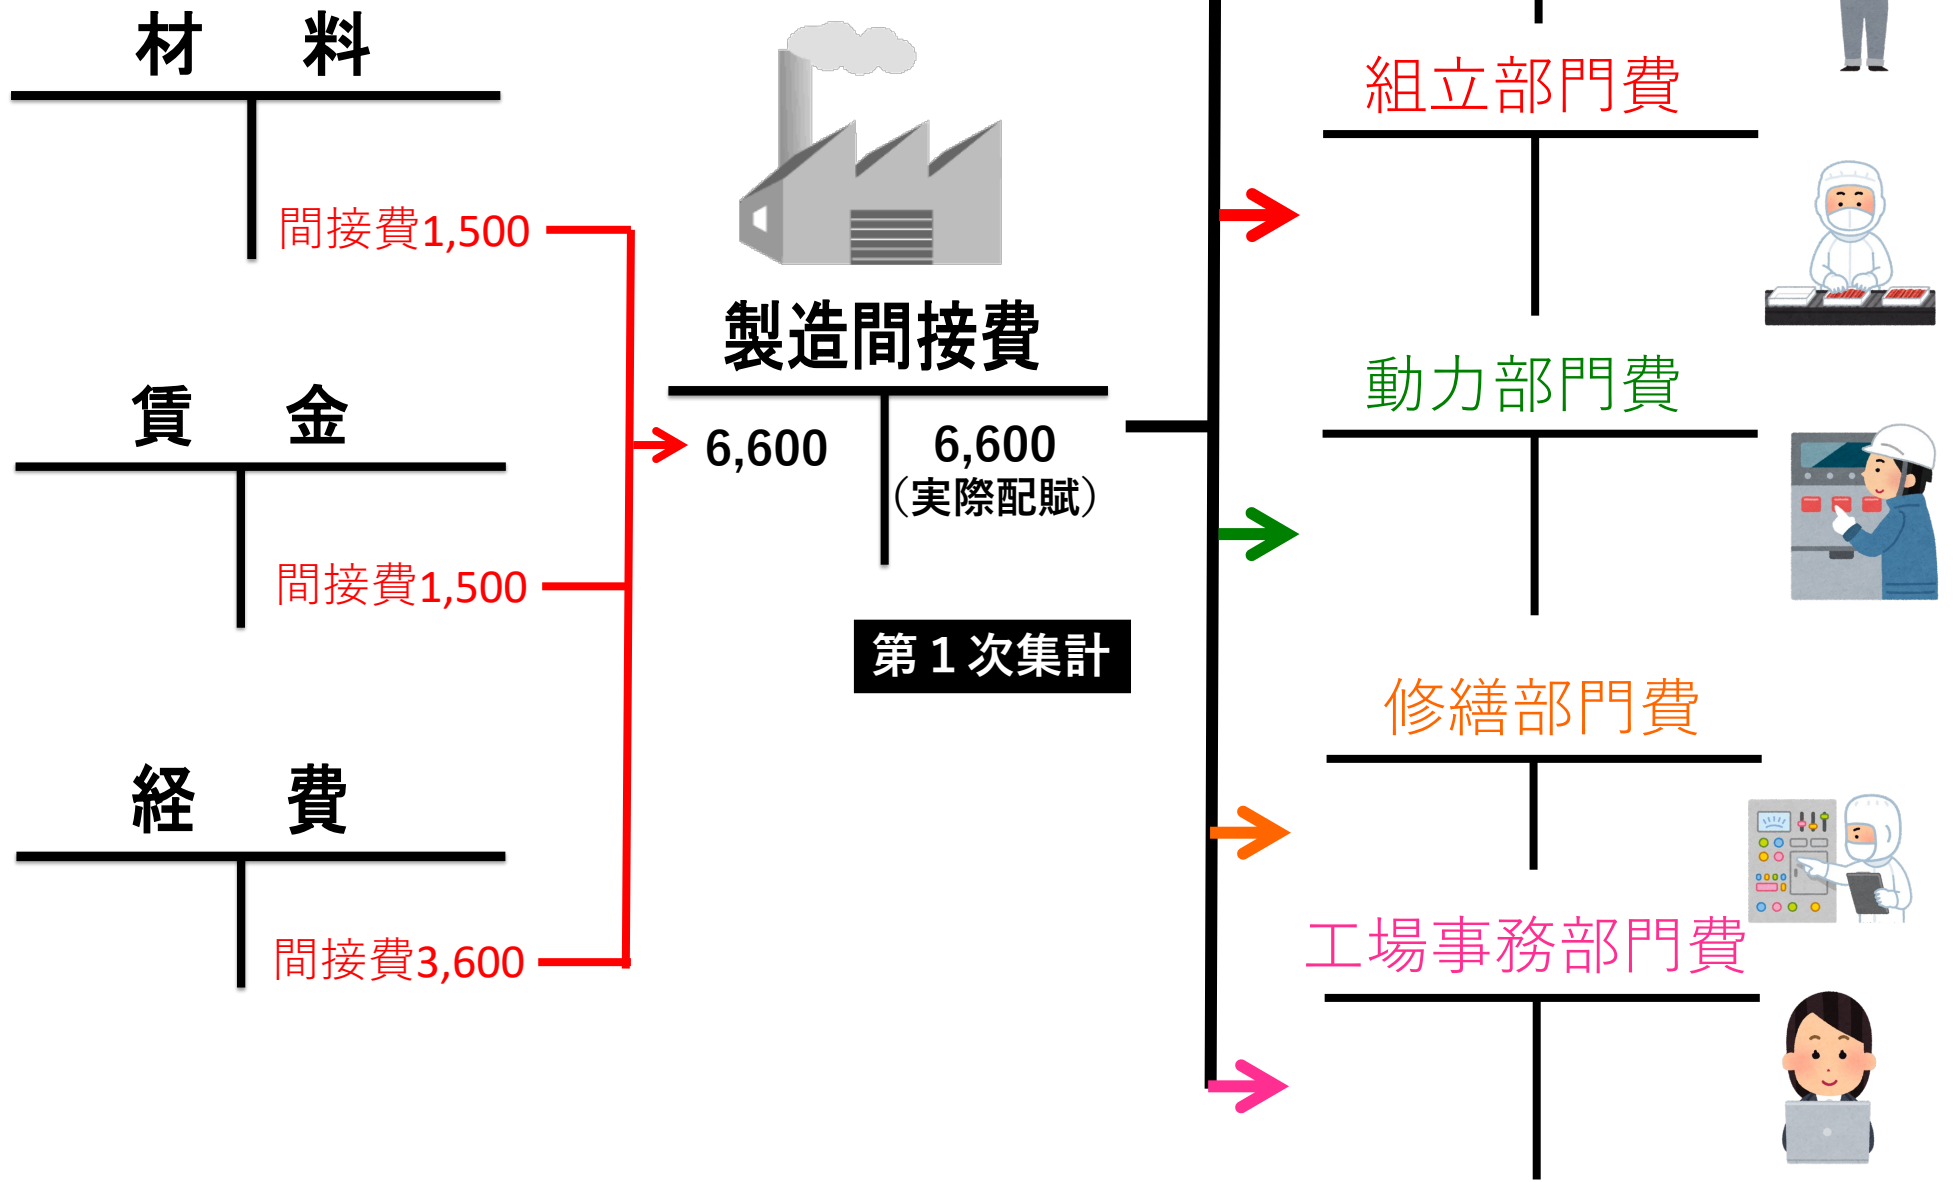 材　料
間接費1,500
賃　金
間接費1,500
経　費
間接費3,600
製造間接費
6,600
6,600
（実際配賦）
第１次集計
組立部門費
動力部門費
修繕部門費
工場事務部門費